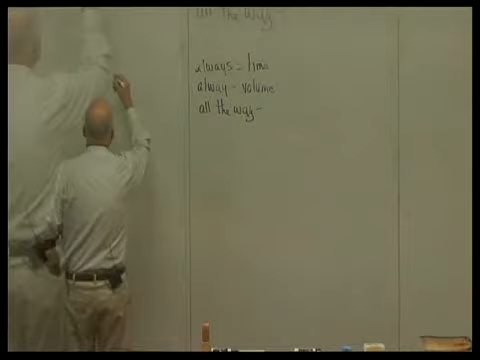 all the way -
always = time
alway - volume
all the way -